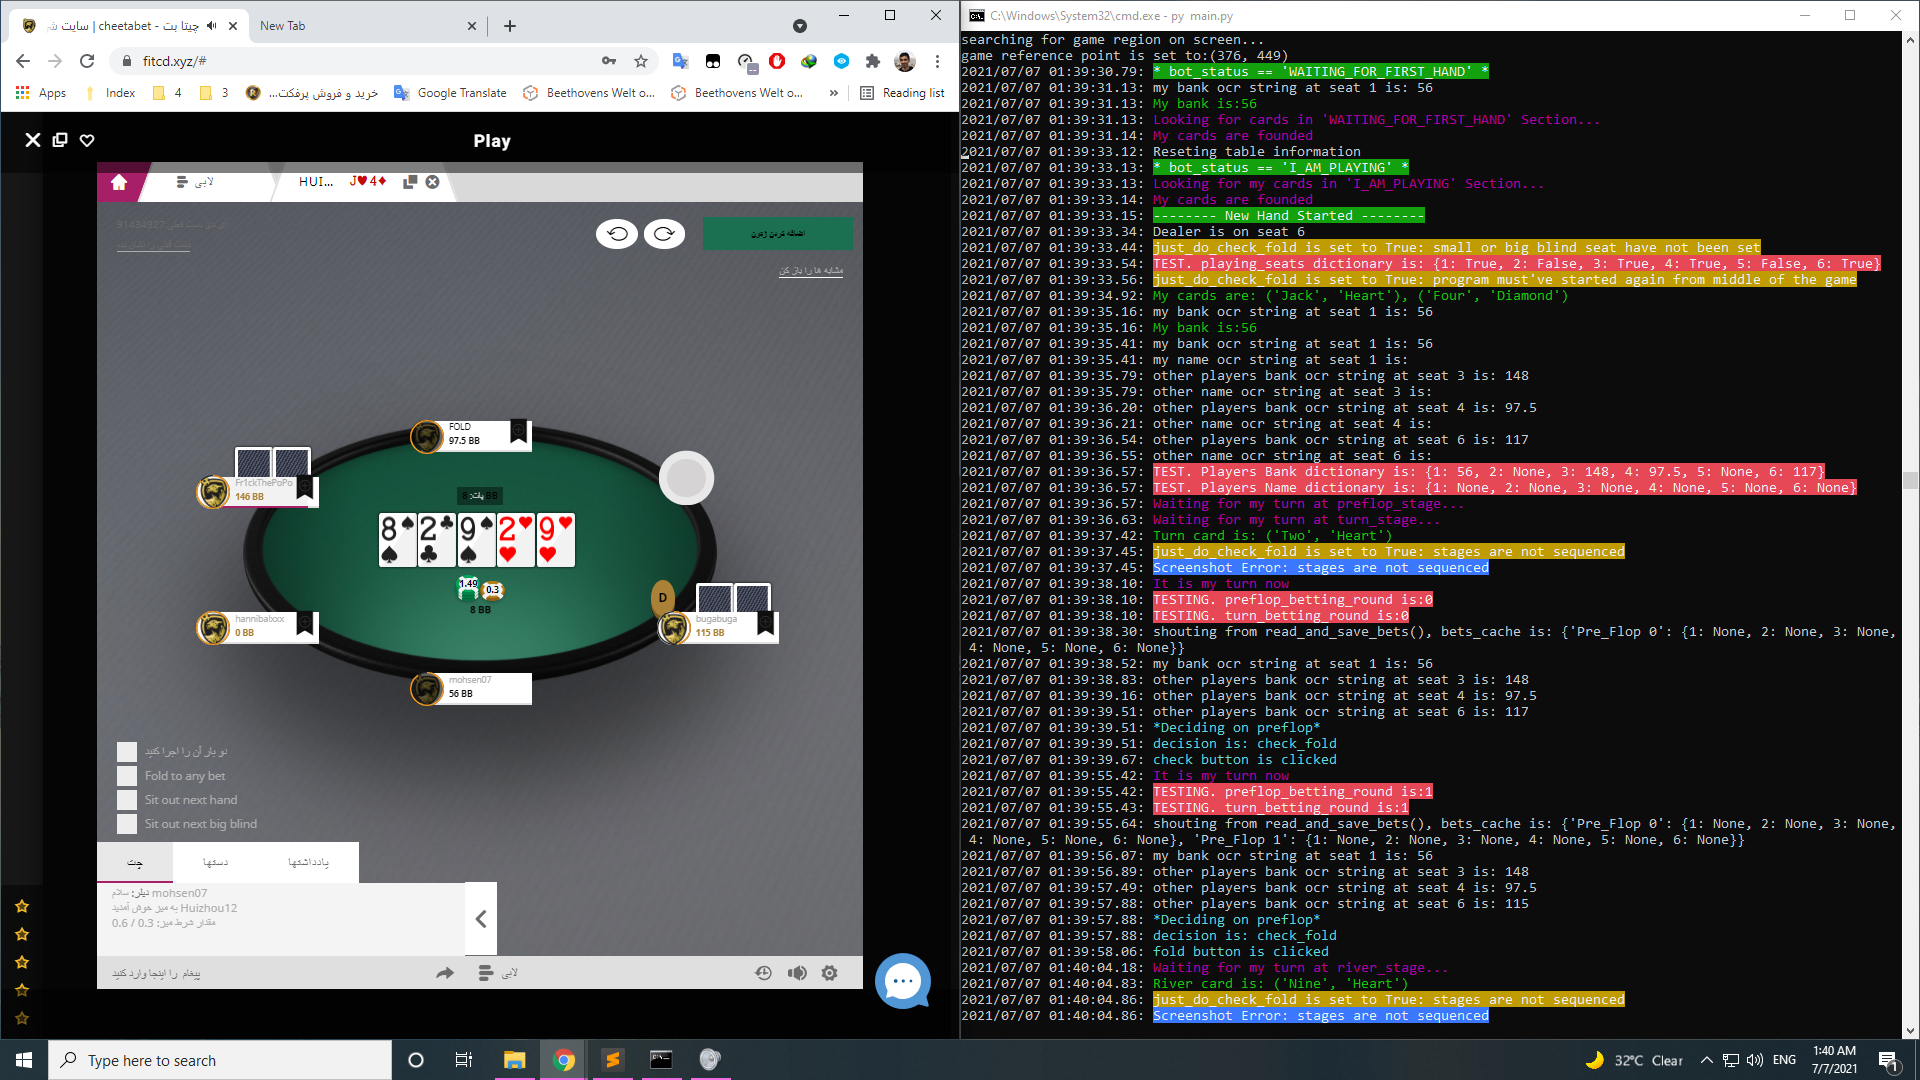 چیتا بت - cheetabet | سایت
New Tab
fitcd.xyz/#
Apps
Index
4
3
خرید و فروش پرفکت...
Google Translate
Beethovens Welt o...
Beethovens Welt o...
»
Reading list
Play
لابی
HUI...
J♥4♦
اضافه کردن ژتون
مشابه ها را باز کن
FOLD
97.5 BB
Fr1ckThePoPo
146 BB
پات: 8 BB
8 2 9 2 9
1.49
0.3
8 BB
D
bugabuga
115 BB
hannibalxxx
0 BB
mohsen07
56 BB
دو بار آن را اجرا کنید
Fold to any bet
Sit out next hand
Sit out next big blind
چت
دستها
یادداشتها
دیلر: سلام mohsen07
به میز خوش آمدید Huizhou12
مقدار شرط میز: 0.3 / 0.6
پیغام را اینجا وارد کنید
لابی
C:\Windows\System32\cmd.exe - py  main.py
searching for game region on screen...
game reference point is set to:(376, 449)
2021/07/07 01:39:30.79: * bot_status == 'WAITING_FOR_FIRST_HAND' *
2021/07/07 01:39:31.13: my bank ocr string at seat 1 is: 56
2021/07/07 01:39:31.13: My bank is:56
2021/07/07 01:39:31.13: Looking for cards in 'WAITING_FOR_FIRST_HAND' Section...
2021/07/07 01:39:31.14: My cards are founded
2021/07/07 01:39:33.12: Reseting table information
2021/07/07 01:39:33.13: * bot_status == 'I_AM_PLAYING' *
2021/07/07 01:39:33.13: Looking for my cards in 'I_AM_PLAYING' Section...
2021/07/07 01:39:33.14: My cards are founded
2021/07/07 01:39:33.15: -------- New Hand Started --------
2021/07/07 01:39:33.34: Dealer is on seat 6
2021/07/07 01:39:33.44: just_do_check_fold is set to True: small or big blind seat have not been set
2021/07/07 01:39:33.54: TEST. playing_seats dictionary is: {1: True, 2: False, 3: True, 4: True, 5: False, 6: True}
2021/07/07 01:39:33.56: just_do_check_fold is set to True: program must've started again from middle of the game
2021/07/07 01:39:34.92: My cards are: ('Jack', 'Heart'), ('Four', 'Diamond')
2021/07/07 01:39:35.16: my bank ocr string at seat 1 is: 56
2021/07/07 01:39:35.16: My bank is:56
2021/07/07 01:39:35.41: my bank ocr string at seat 1 is: 56
2021/07/07 01:39:35.41: my name ocr string at seat 1 is:
2021/07/07 01:39:35.79: other players bank ocr string at seat 3 is: 148
2021/07/07 01:39:35.79: other name ocr string at seat 3 is:
2021/07/07 01:39:36.20: other players bank ocr string at seat 4 is: 97.5
2021/07/07 01:39:36.21: other name ocr string at seat 4 is:
2021/07/07 01:39:36.54: other players bank ocr string at seat 6 is: 117
2021/07/07 01:39:36.55: other name ocr string at seat 6 is:
2021/07/07 01:39:36.57: TEST. Players Bank dictionary is: {1: 56, 2: None, 3: 148, 4: 97.5, 5: None, 6: 117}
2021/07/07 01:39:36.57: TEST. Players Name dictionary is: {1: None, 2: None, 3: None, 4: None, 5: None, 6: None}
2021/07/07 01:39:36.57: Waiting for my turn at preflop_stage...
2021/07/07 01:39:36.63: Waiting for my turn at turn_stage...
2021/07/07 01:39:37.42: Turn card is: ('Two', 'Heart')
2021/07/07 01:39:37.45: just_do_check_fold is set to True: stages are not sequenced
2021/07/07 01:39:37.45: Screenshot Error: stages are not sequenced
2021/07/07 01:39:38.10: It is my turn now
2021/07/07 01:39:38.10: TESTING. preflop_betting_round is:0
2021/07/07 01:39:38.10: TESTING. turn_betting_round is:0
2021/07/07 01:39:38.30: shouting from read_and_save_bets(), bets_cache is: {'Pre_Flop 0': {1: None, 2: None, 3: None,
4: None, 5: None, 6: None}}
2021/07/07 01:39:38.52: my bank ocr string at seat 1 is: 56
2021/07/07 01:39:38.83: other players bank ocr string at seat 3 is: 148
2021/07/07 01:39:39.16: other players bank ocr string at seat 4 is: 97.5
2021/07/07 01:39:39.51: other players bank ocr string at seat 6 is: 117
2021/07/07 01:39:39.51: *Deciding on preflop*
2021/07/07 01:39:39.51: decision is: check_fold
2021/07/07 01:39:39.67: check button is clicked
2021/07/07 01:39:55.42: It is my turn now
2021/07/07 01:39:55.42: TESTING. preflop_betting_round is:1
2021/07/07 01:39:55.43: TESTING. turn_betting_round is:1
2021/07/07 01:39:55.64: shouting from read_and_save_bets(), bets_cache is: {'Pre_Flop 0': {1: None, 2: None, 3: None,
4: None, 5: None, 6: None}, 'Pre_Flop 1': {1: None, 2: None, 3: None, 4: None, 5: None, 6: None}}
2021/07/07 01:39:56.07: my bank ocr string at seat 1 is: 56
2021/07/07 01:39:56.89: other players bank ocr string at seat 3 is: 148
2021/07/07 01:39:57.49: other players bank ocr string at seat 4 is: 97.5
2021/07/07 01:39:57.88: other players bank ocr string at seat 6 is: 115
2021/07/07 01:39:57.88: *Deciding on preflop*
2021/07/07 01:39:57.88: decision is: check_fold
2021/07/07 01:39:58.06: fold button is clicked
2021/07/07 01:40:04.18: Waiting for my turn at river_stage...
2021/07/07 01:40:04.83: River card is: ('Nine', 'Heart')
2021/07/07 01:40:04.86: just_do_check_fold is set to True: stages are not sequenced
2021/07/07 01:40:04.86: Screenshot Error: stages are not sequenced
Type here to search
32°C Clear
ENG
1:40 AM
7/7/2021
1